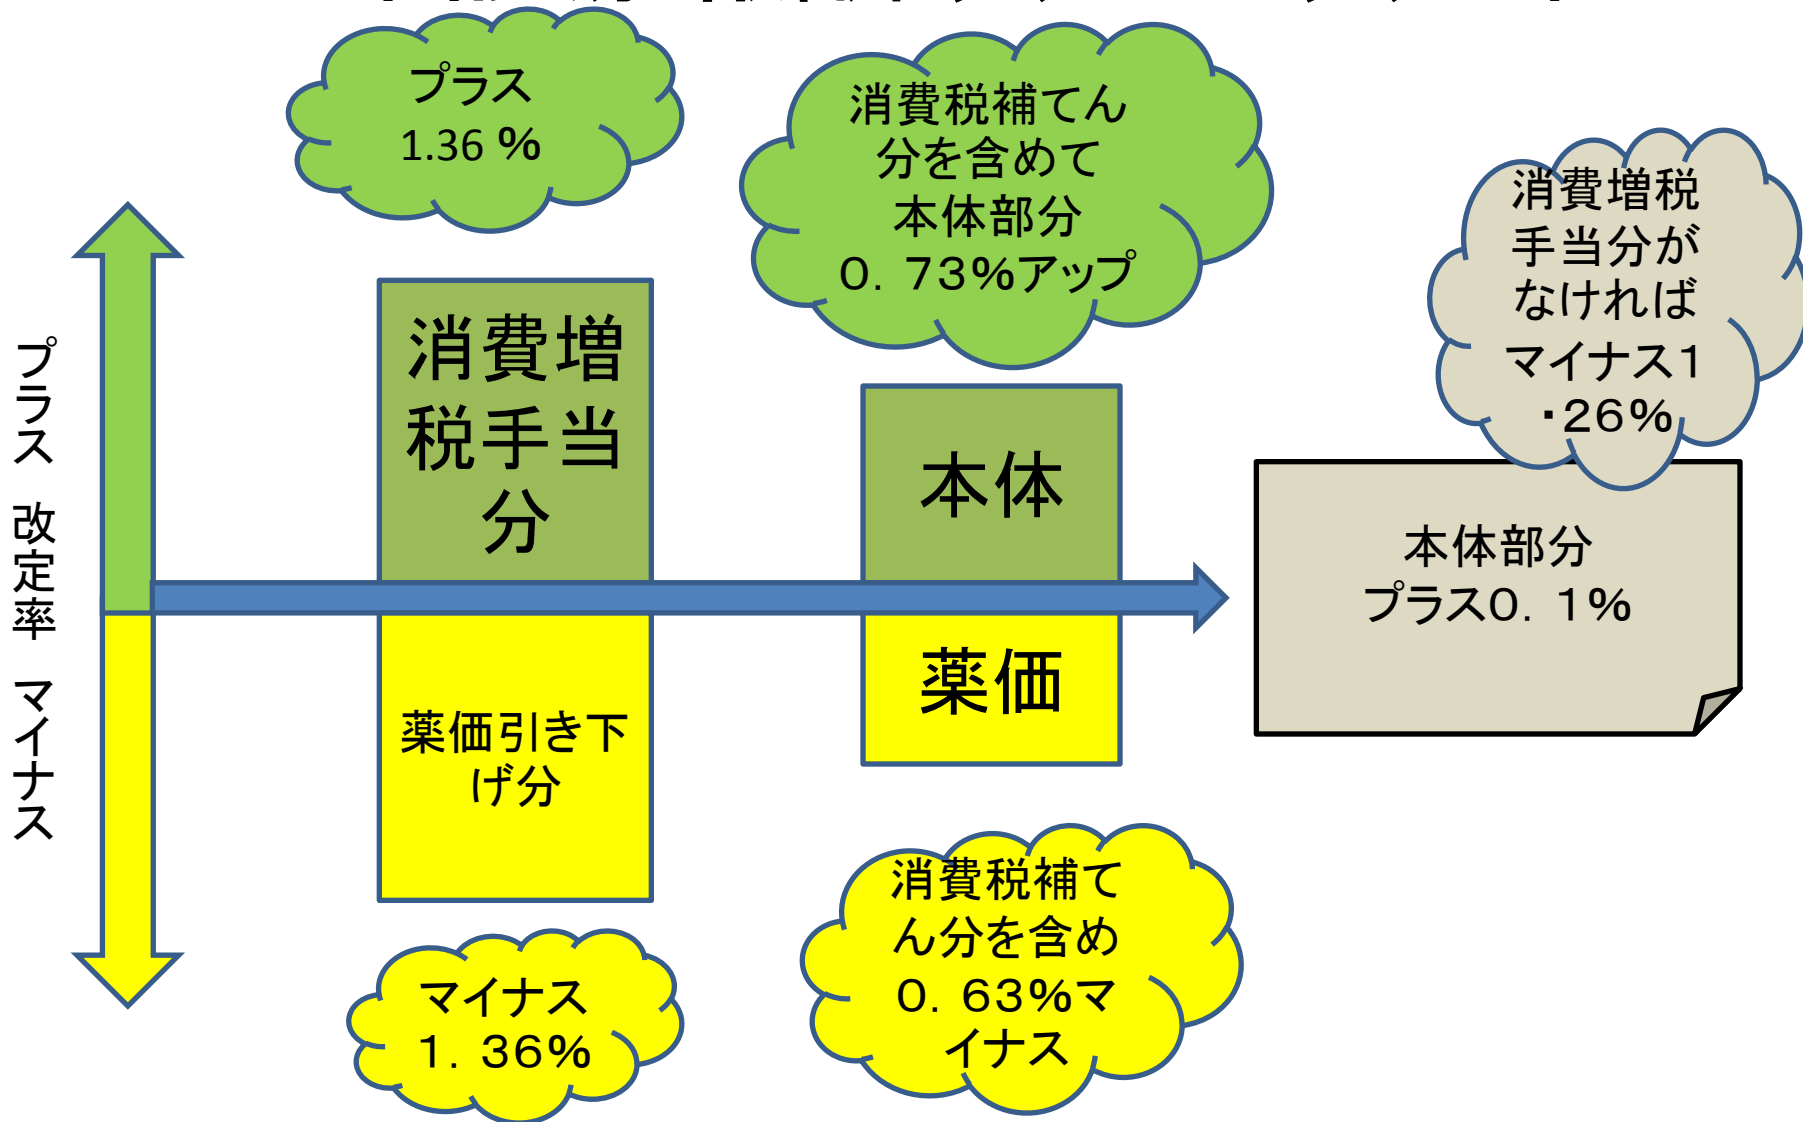 プラス
1.36 %
消費税補てん
分を含めて
本体部分
０．７３％アップ
消費増税
手当分が
なければ
マイナス１
・２６％
プラス 改定率 マイナス
消費増
税手当
分
本体
本体部分
プラス０．１％
薬価引き下
げ分
薬価
マイナス
１．３６％
消費税補て
ん分を含め
０．６３％マ
イナス